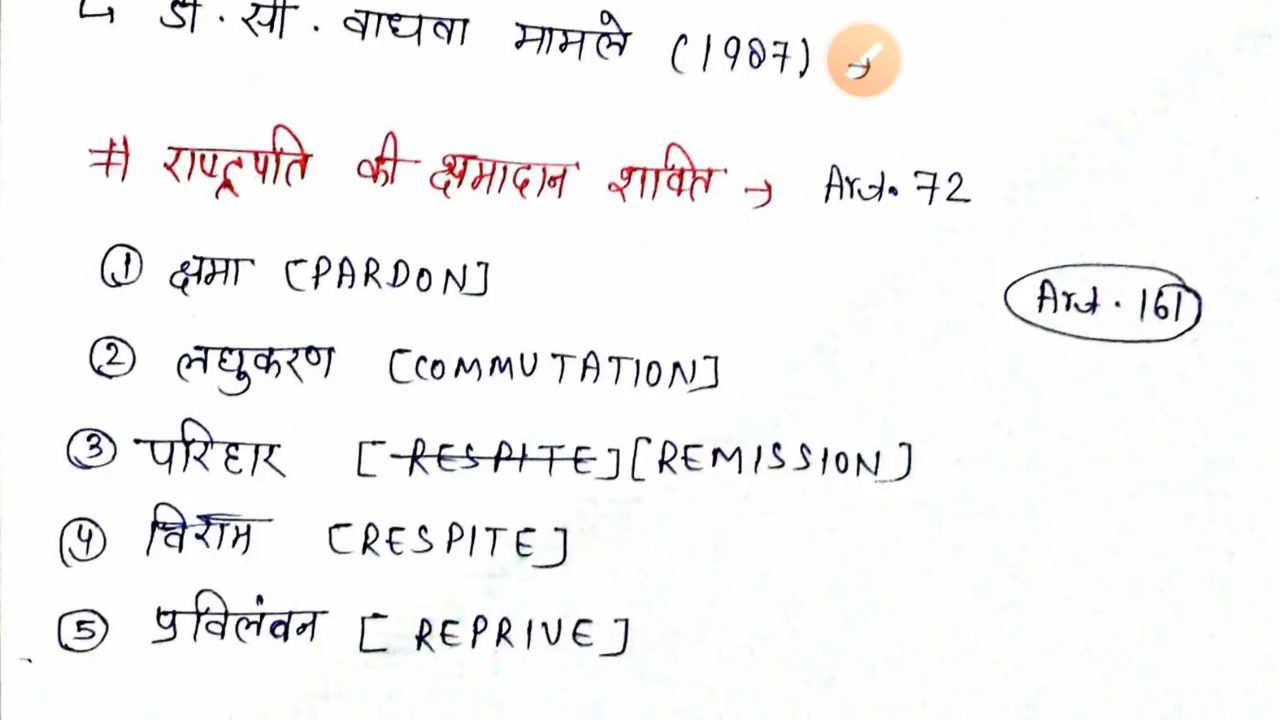 ↳ डी. सी. वाधवा मामले (1987) →
# राष्ट्रपति की क्षमादान शक्ति → Art. 72
① क्षमा [PARDON]
Art. 161
② लघुकरण [COMMUTATION]
③ परिहार [RESPITE] [REMISSION]
④ विराम [RESPITE]
⑤ प्रविलंबन [REPRIVE]